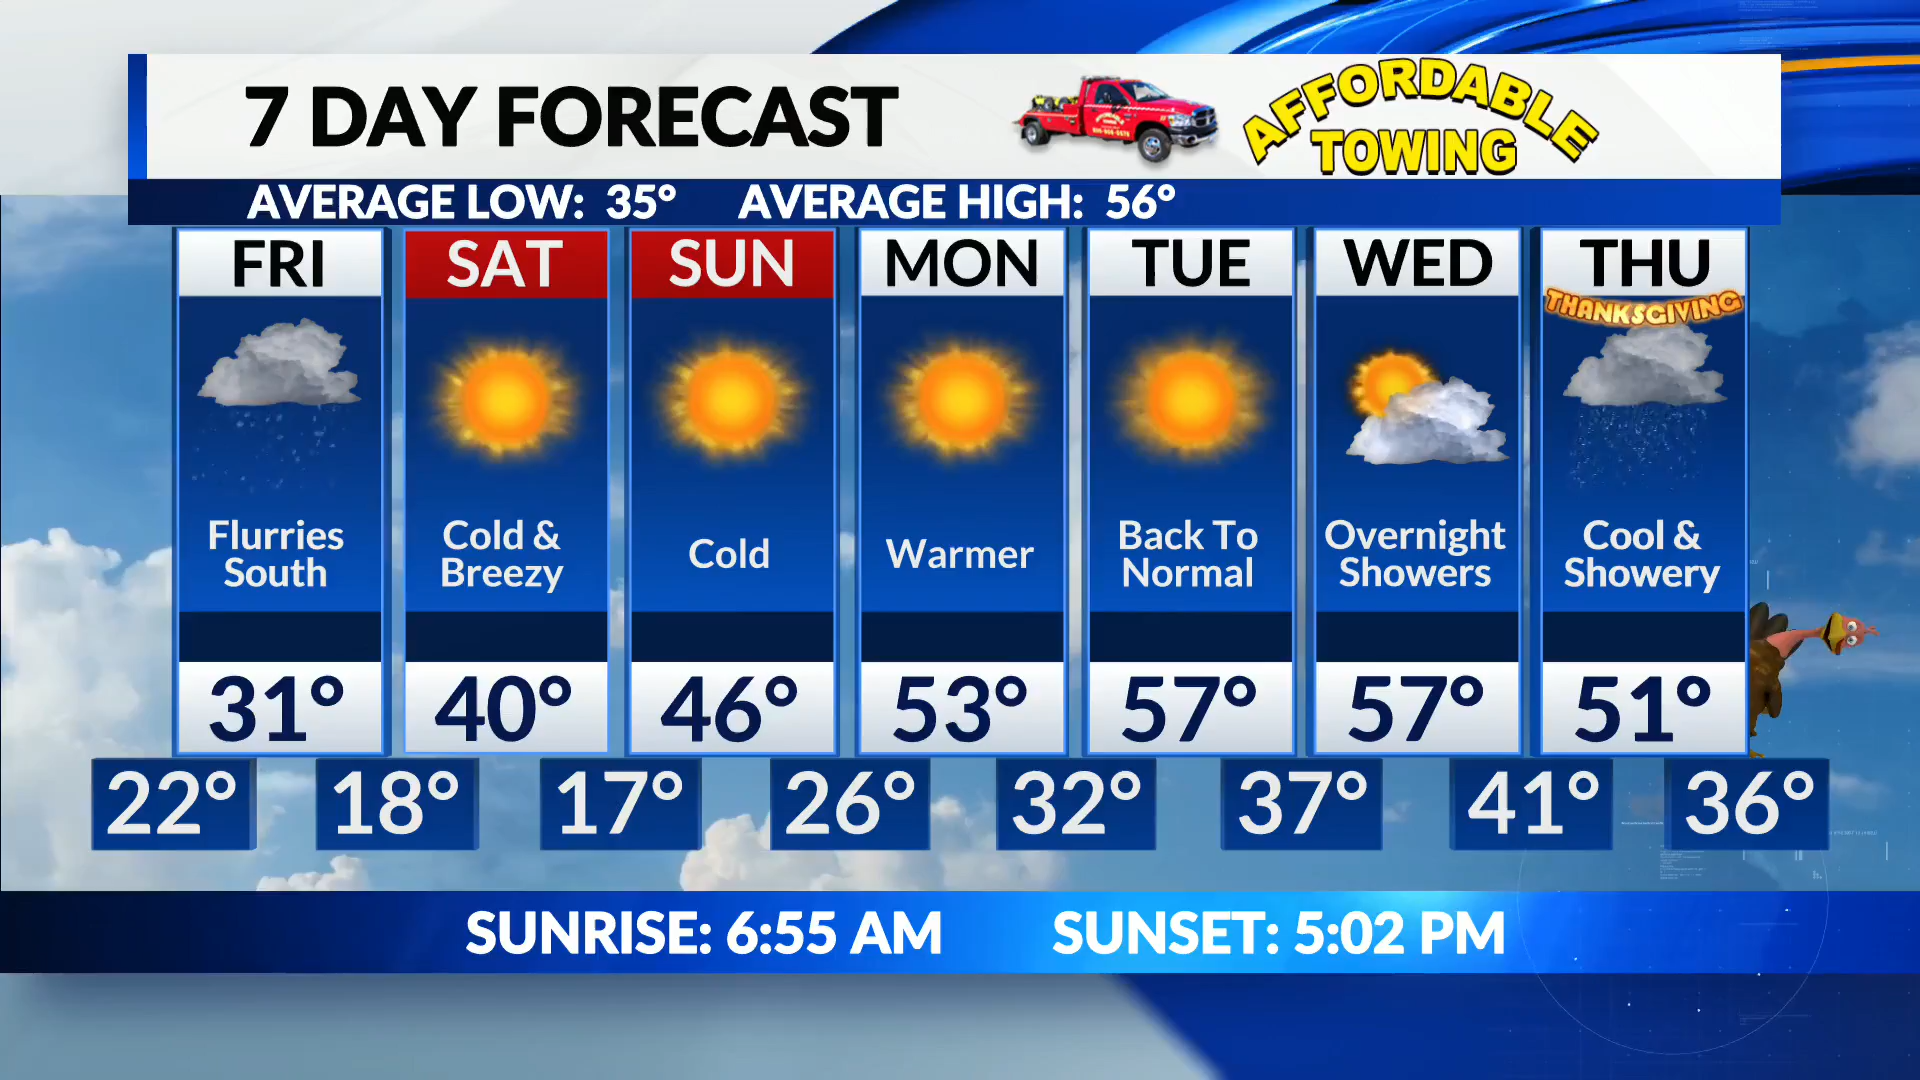 7 DAY FORECAST
AFFORDABLE
TOWING
AVERAGE LOW: 35° AVERAGE HIGH: 56°
FRI SAT SUN MON TUE WED THU
THANKSGIVING
Flurries
South
Cold &
Breezy
Cold
Warmer
Back To
Normal
Overnight
Showers
Cool &
Showery
31° 40° 46° 53° 57° 57° 51°
22° 18° 17° 26° 32° 37° 41° 36°
SUNRISE: 6:55 AM SUNSET: 5:02 PM